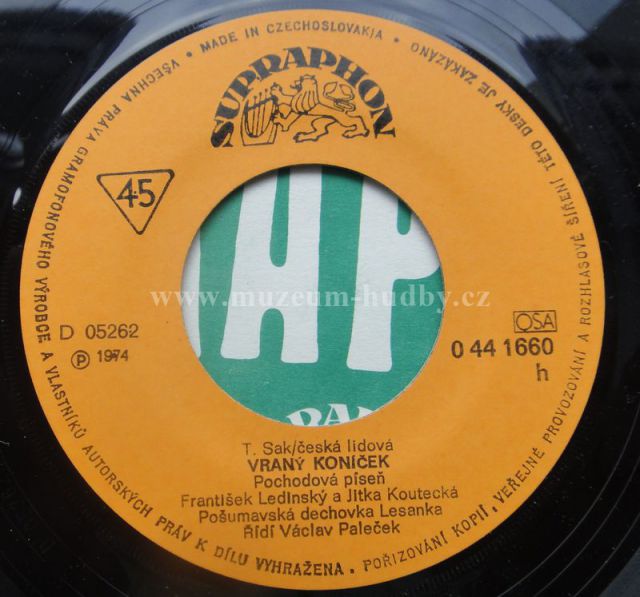 VŠECHNA PRÁVA GRAMOFONOVÉHO VÝROBCE A VLASTNÍKŮ AUTORSKÝCH PRÁV K DÍLU VYHRAŽENA • POŘIZOVÁNÍ KOPIÍ, VEŘEJNÉ PROVOZOVÁNÍ A ROZHLASOVÉ ŠÍŘENÍ TÉTO DESKY JE ZAKÁZÁNO • MADE IN CZECHOSLOVAKIA •
SUPRAPHON
45
www.muzeum-hudby.cz
D 05262
Ⓟ 1974
OSA
0 44 1660
h
T. Sak/česká lidová
VRANÝ KONÍČEK
Pochodová píseň
František Ledinský a Jitka Koutecká
Pošumavská dechovka Lesanka
Řídí Václav Paleček